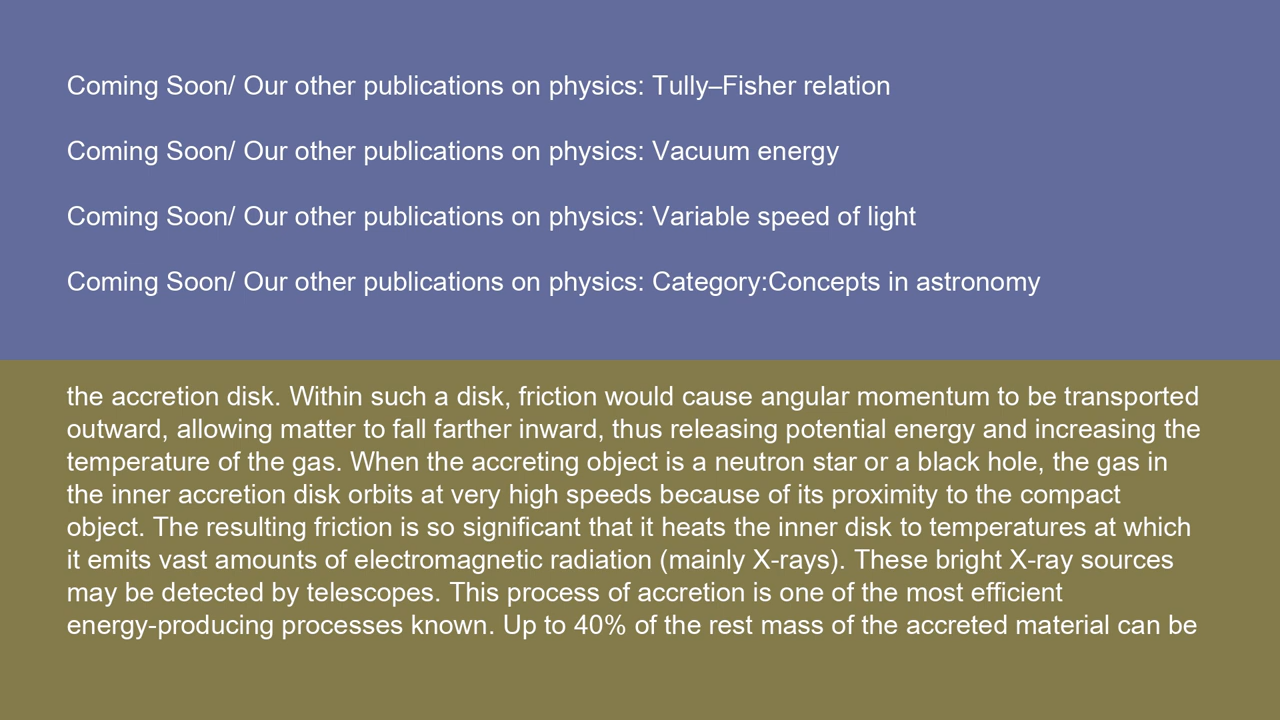 Coming Soon/ Our other publications on physics: Tully–Fisher relation
Coming Soon/ Our other publications on physics: Vacuum energy
Coming Soon/ Our other publications on physics: Variable speed of light
Coming Soon/ Our other publications on physics: Category:Concepts in astronomy
the accretion disk. Within such a disk, friction would cause angular momentum to be transported
outward, allowing matter to fall farther inward, thus releasing potential energy and increasing the
temperature of the gas. When the accreting object is a neutron star or a black hole, the gas in
the inner accretion disk orbits at very high speeds because of its proximity to the compact
object. The resulting friction is so significant that it heats the inner disk to temperatures at which
it emits vast amounts of electromagnetic radiation (mainly X-rays). These bright X-ray sources
may be detected by telescopes. This process of accretion is one of the most efficient
energy-producing processes known. Up to 40% of the rest mass of the accreted material can be